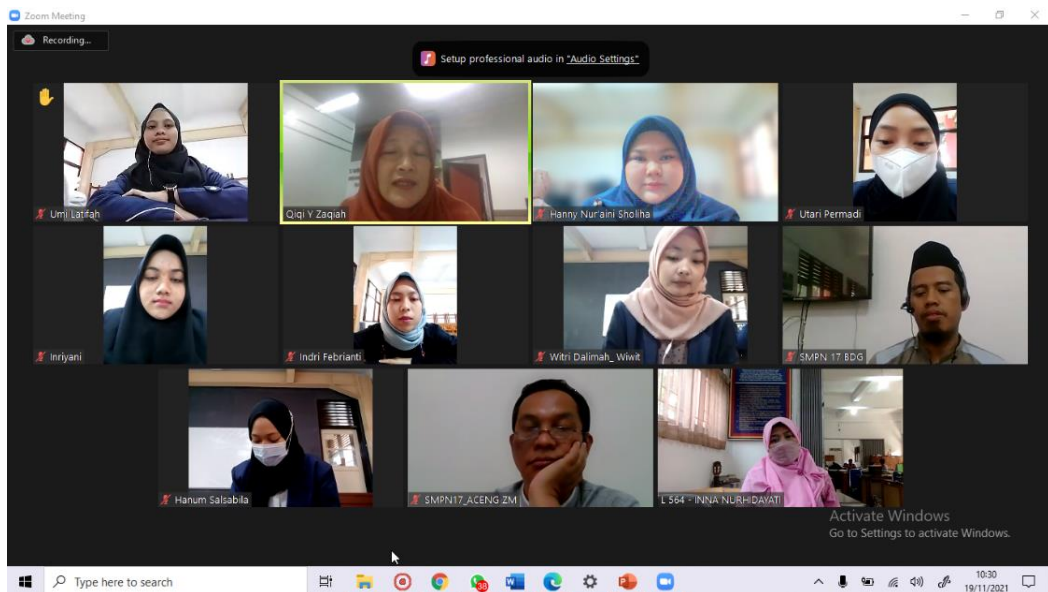 Zoom Meeting
Recording...
Setup professional audio in "Audio Settings"
Umi Latifah
Qiqi Y Zaqiah
Hanny Nur'aini Sholiha
Utari Permadi
Inriyani
Indri Febrianti
Witri Dalimah_ Wiwit
SMPN 17 BDG
Hanum Salsabila
SMPN17_ACENG ZM
L 564 - INNA NURHIDAYATI
Activate Windows
Go to Settings to activate Windows.
Type here to search
38
10:30
19/11/2021